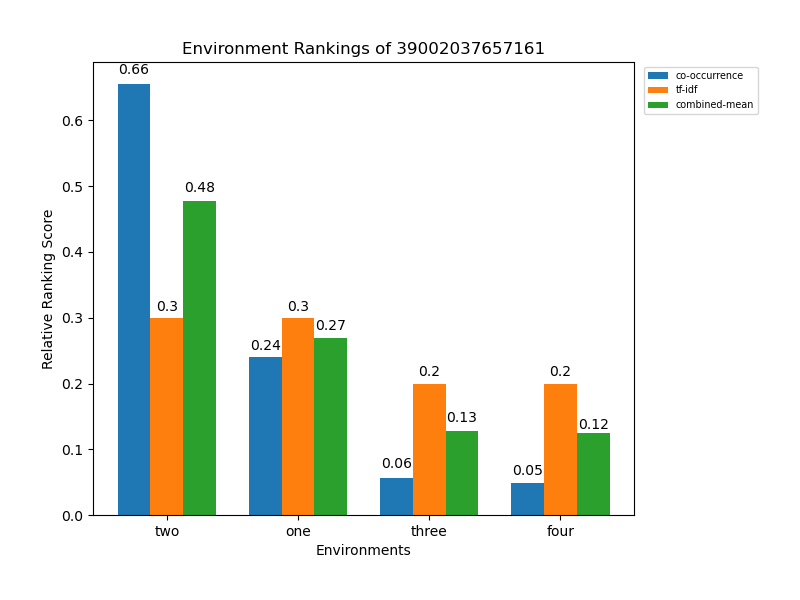 Environment Rankings of 39002037657161
co-occurrence
tf-idf
combined-mean
Relative Ranking Score
0.6
0.5
0.4
0.3
0.2
0.1
0.0
0.66
0.3
0.48
0.24
0.3
0.27
0.06
0.2
0.13
0.05
0.2
0.12
two one three four
Environments